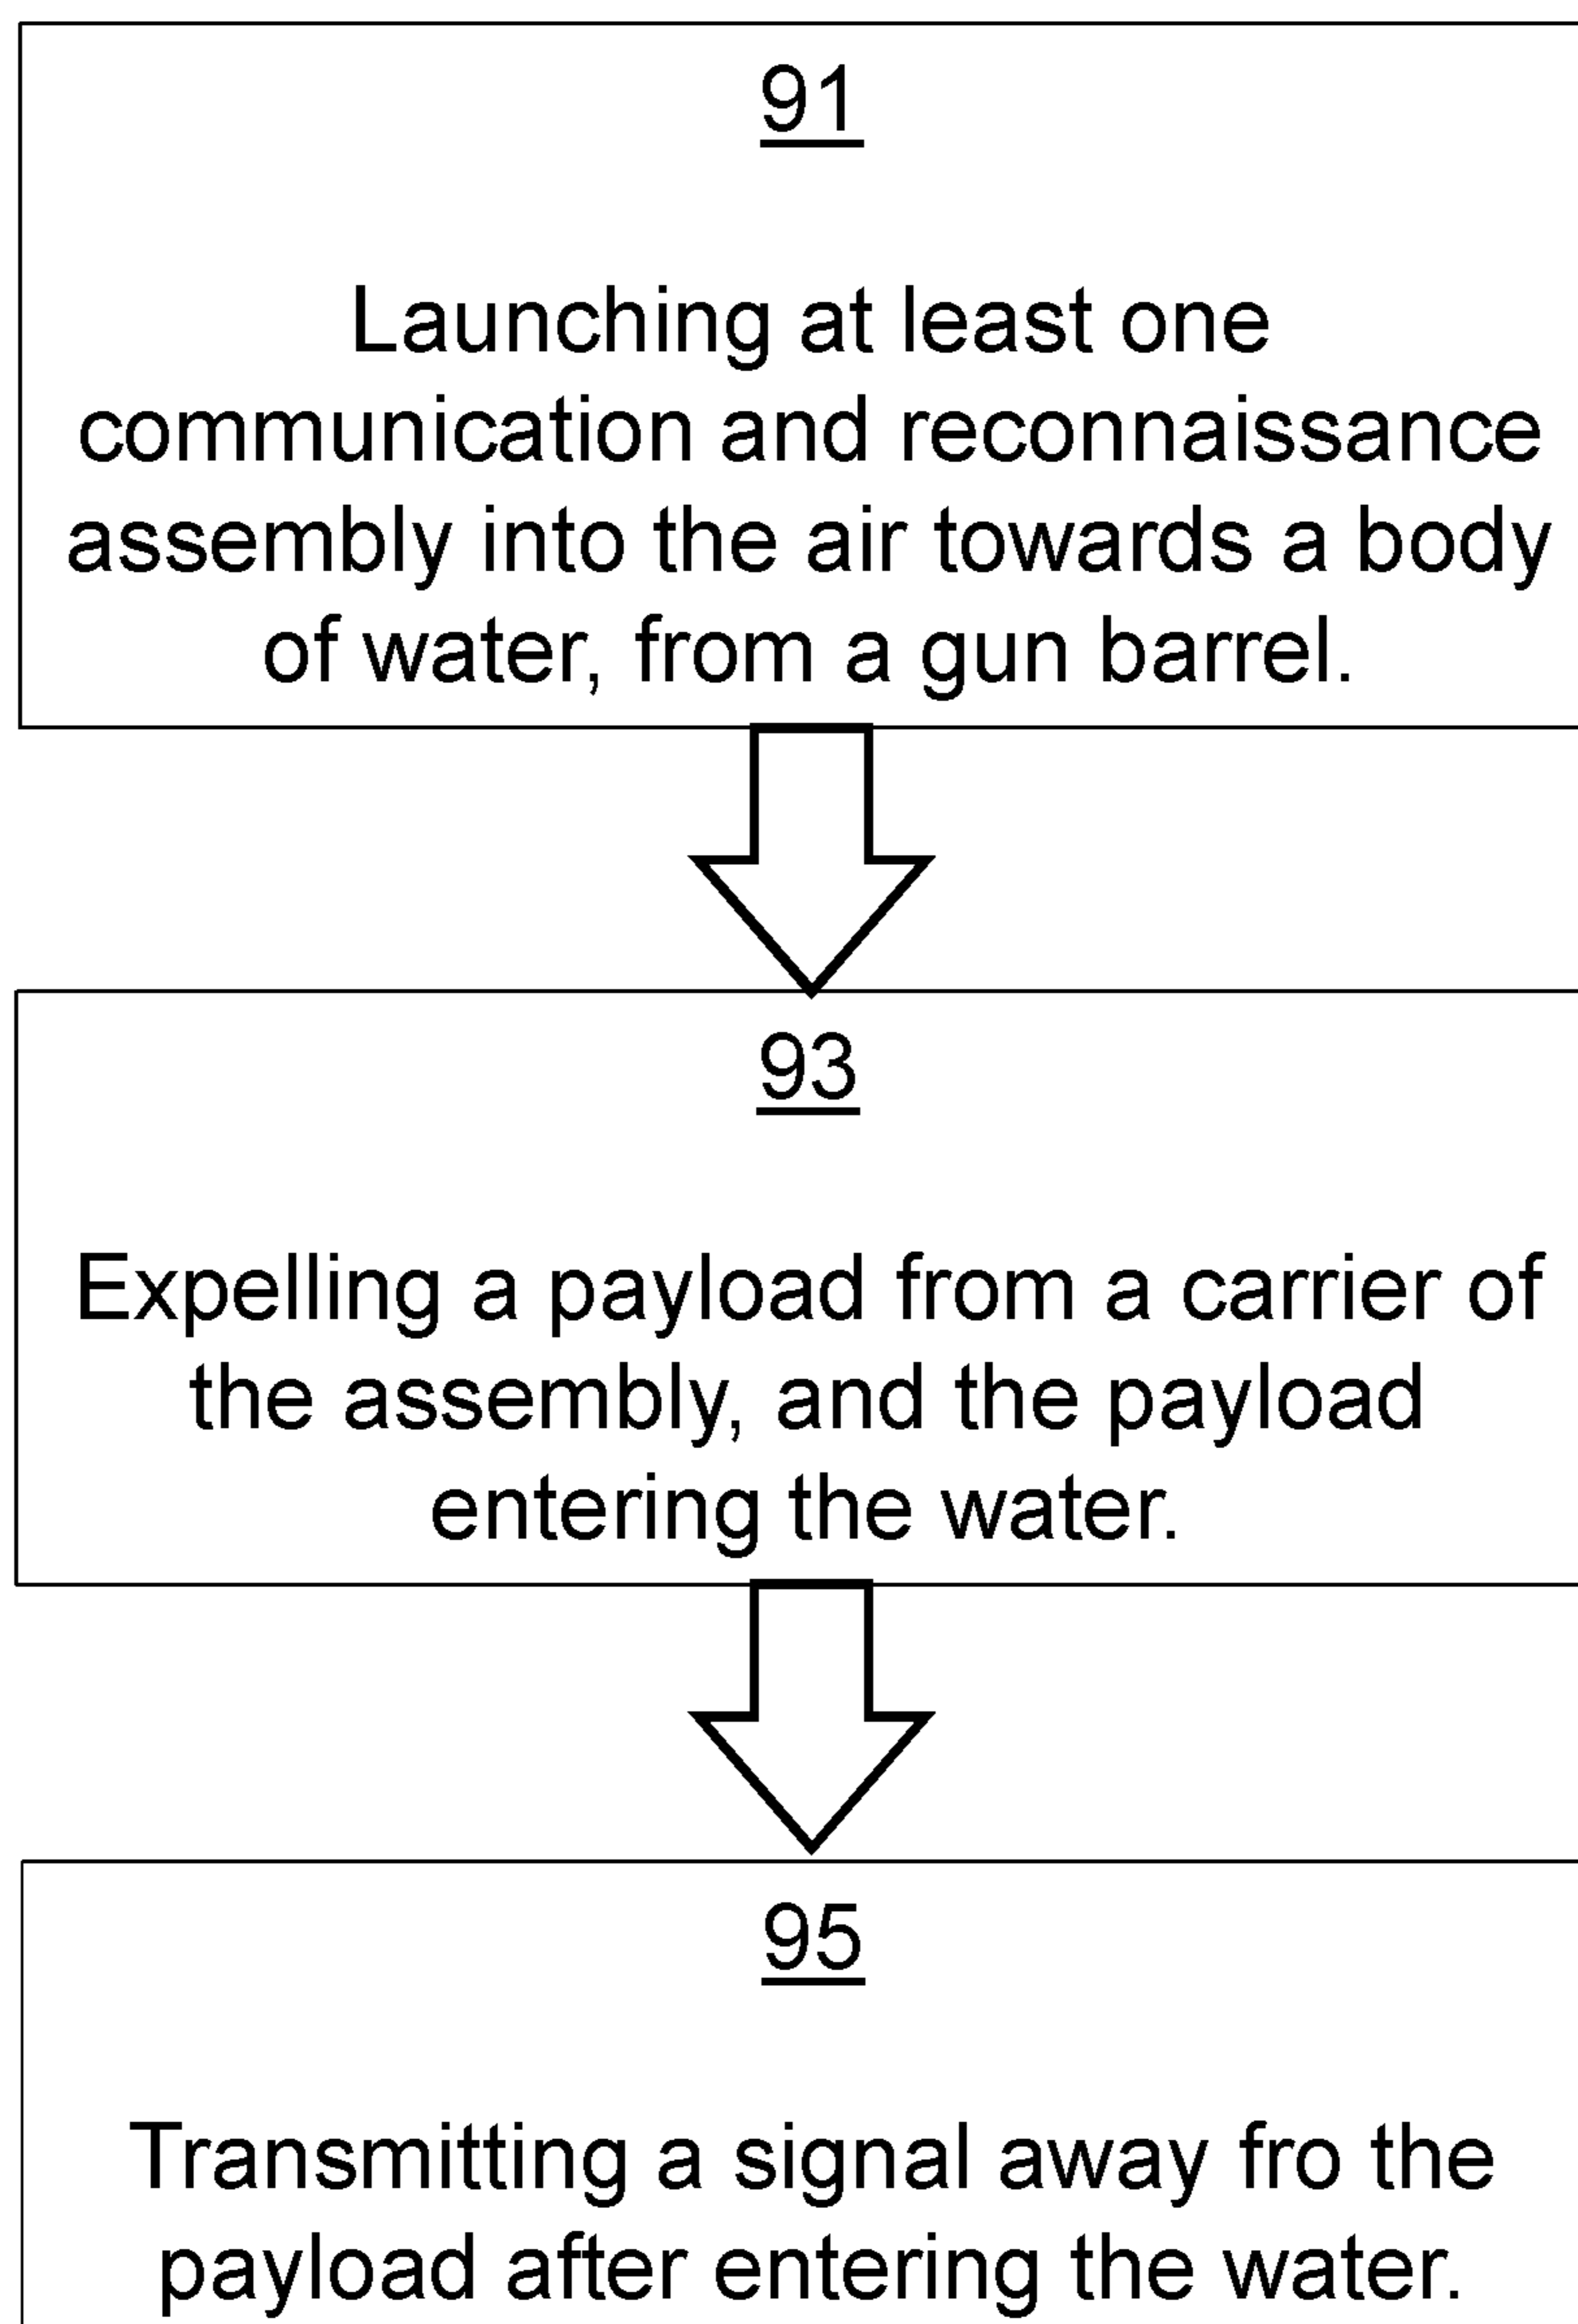 91
Launching at least one
communication and reconnaissance
assembly into the air towards a body
of water, from a gun barrel.
93
Expelling a payload from a carrier of
the assembly, and the payload
entering the water.
95
Transmitting a signal away fro the
payload after entering the water.